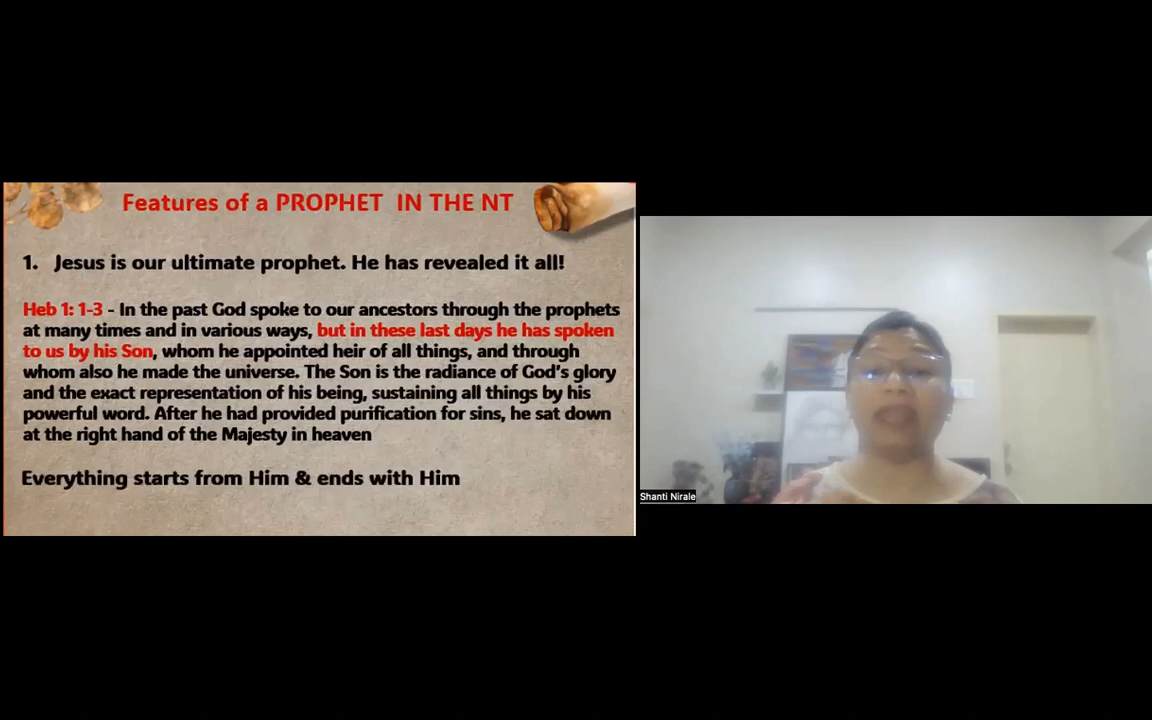 Features of a PROPHET IN THE NT
1. Jesus is our ultimate prophet. He has revealed it all!
Heb 1: 1-3 - In the past God spoke to our ancestors through the prophets
at many times and in various ways, but in these last days he has spoken
to us by his Son, whom he appointed heir of all things, and through
whom also he made the universe. The Son is the radiance of God's glory
and the exact representation of his being, sustaining all things by his
powerful word. After he had provided purification for sins, he sat down
at the right hand of the Majesty in heaven
Everything starts from Him & ends with Him
Shanti Nirale